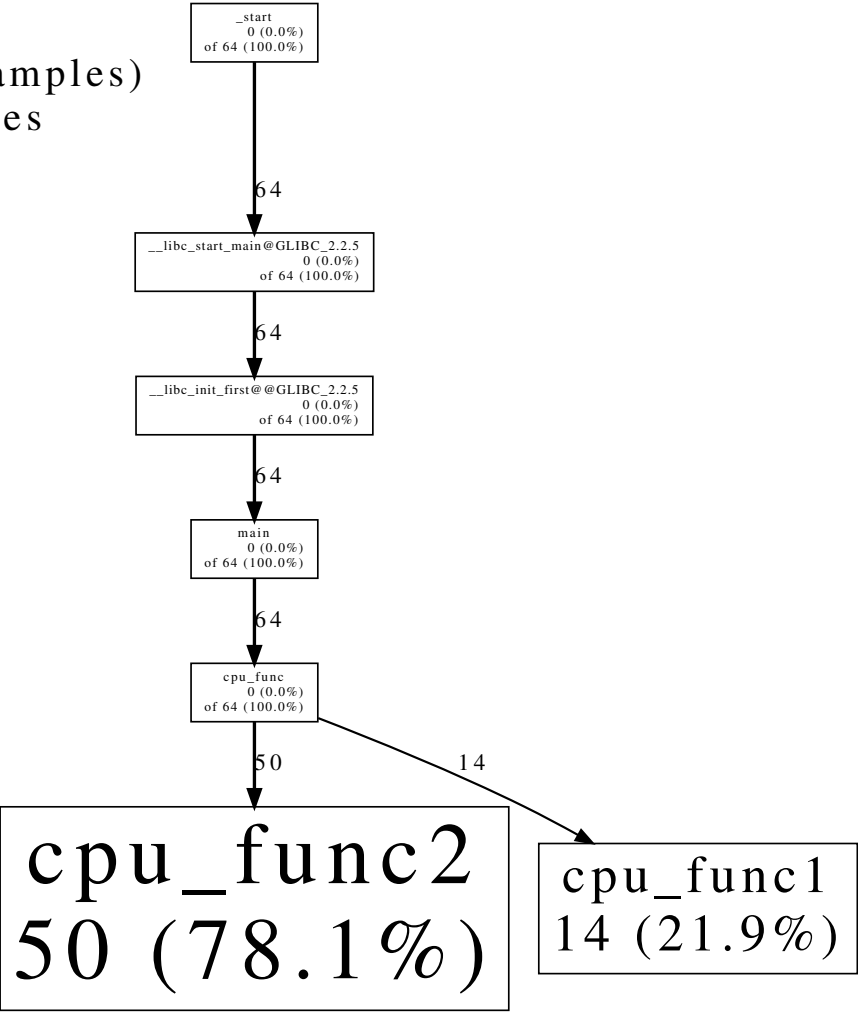 _start
0 (0.0%)
of 64 (100.0%)
amples)
es
64
__libc_start_main@GLIBC_2.2.5
0 (0.0%)
of 64 (100.0%)
64
__libc_init_first@@GLIBC_2.2.5
0 (0.0%)
of 64 (100.0%)
64
main
0 (0.0%)
of 64 (100.0%)
64
cpu_func
0 (0.0%)
of 64 (100.0%)
50
14
cpu_func2
50 (78.1%)
cpu_func1
14 (21.9%)